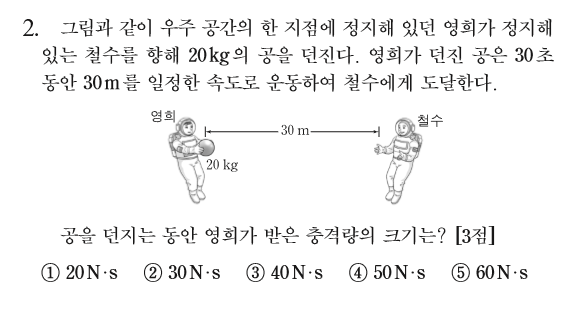 2. 그림과 같이 우주 공간의 한 지점에 정지해 있던 영희가 정지해
있는 철수를 향해 20kg의 공을 던진다. 영희가 던진 공은 30초
동안 30m를 일정한 속도로 운동하여 철수에게 도달한다.
영희
30 m
철수
20 kg
공을 던지는 동안 영희가 받은 충격량의 크기는? [3점]
① 20N·s ② 30N·s ③ 40N·s ④ 50N·s ⑤ 60N·s